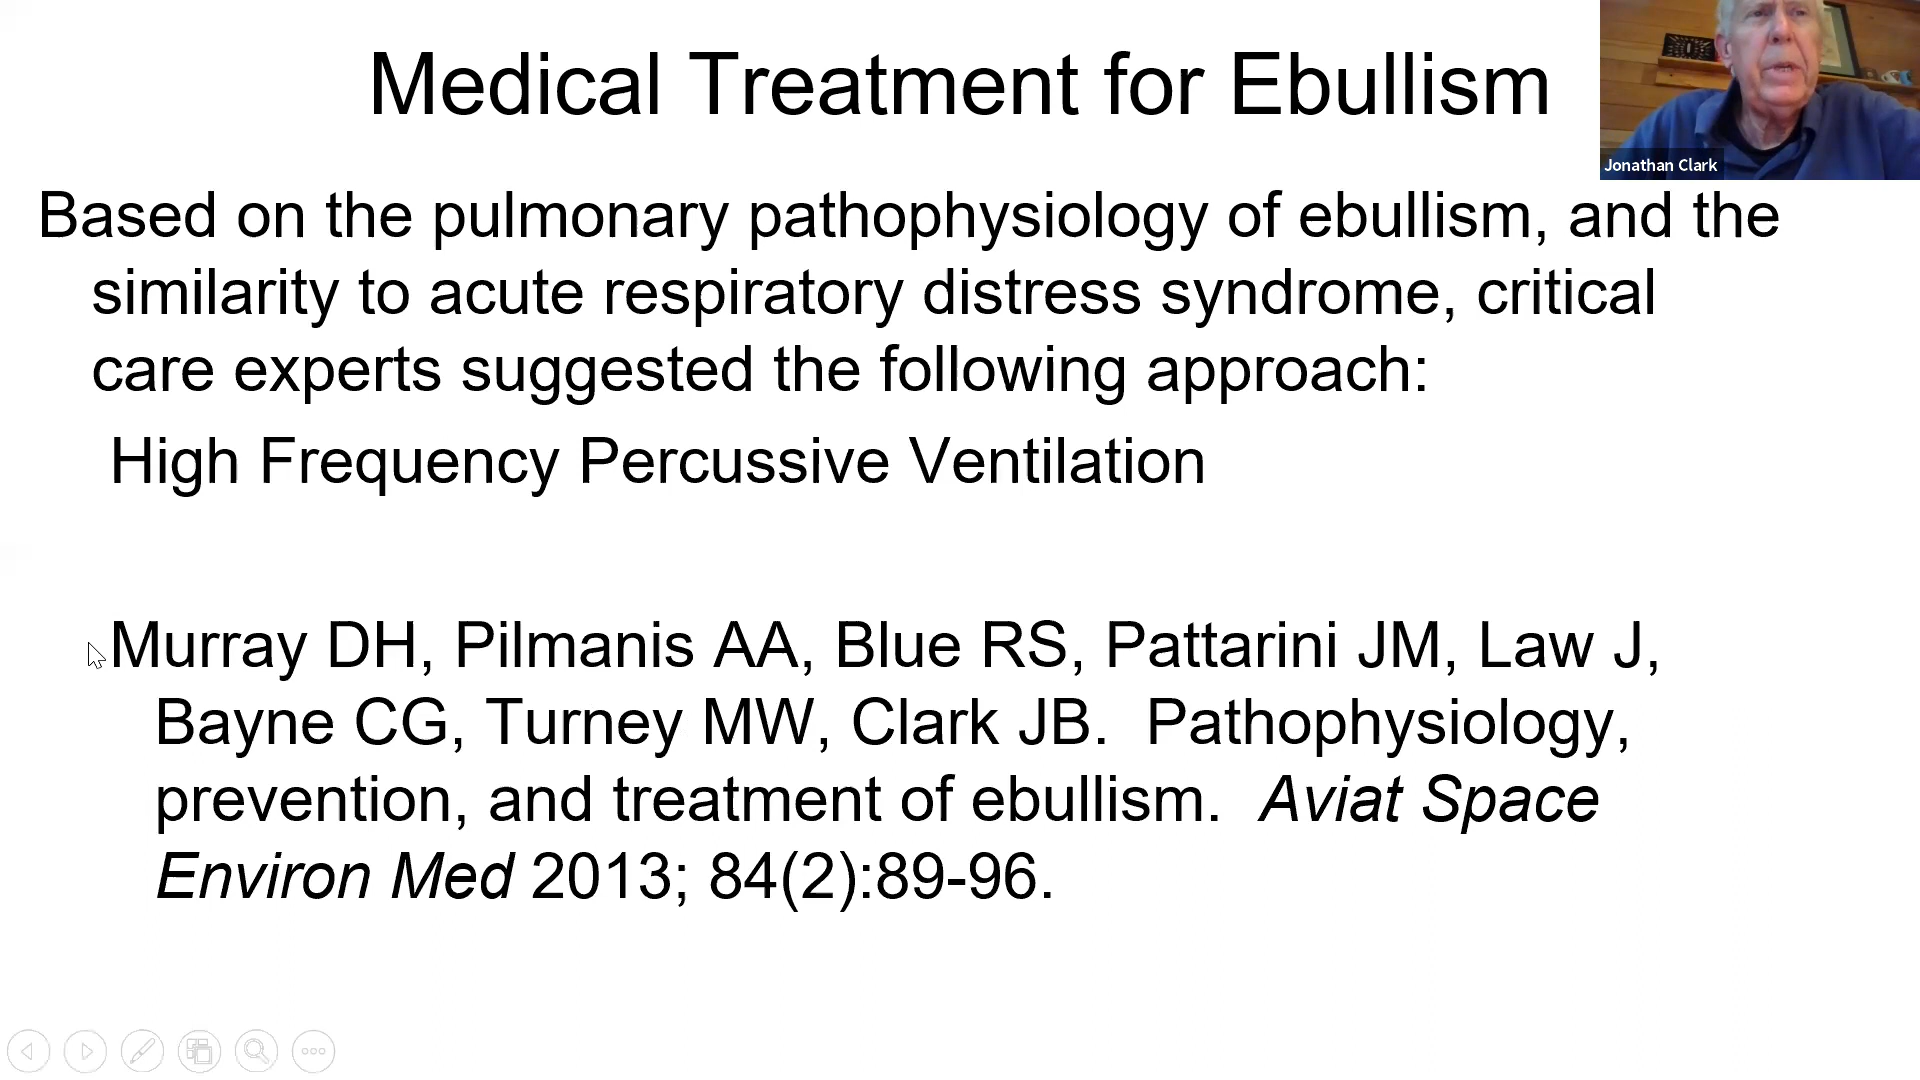 Medical Treatment for Ebullism
Jonathan Clark
Based on the pulmonary pathophysiology of ebullism, and the
similarity to acute respiratory distress syndrome, critical
care experts suggested the following approach:
High Frequency Percussive Ventilation
Murray DH, Pilmanis AA, Blue RS, Pattarini JM, Law J,
Bayne CG, Turney MW, Clark JB.  Pathophysiology,
prevention, and treatment of ebullism.  Aviat Space
Environ Med 2013; 84(2):89-96.